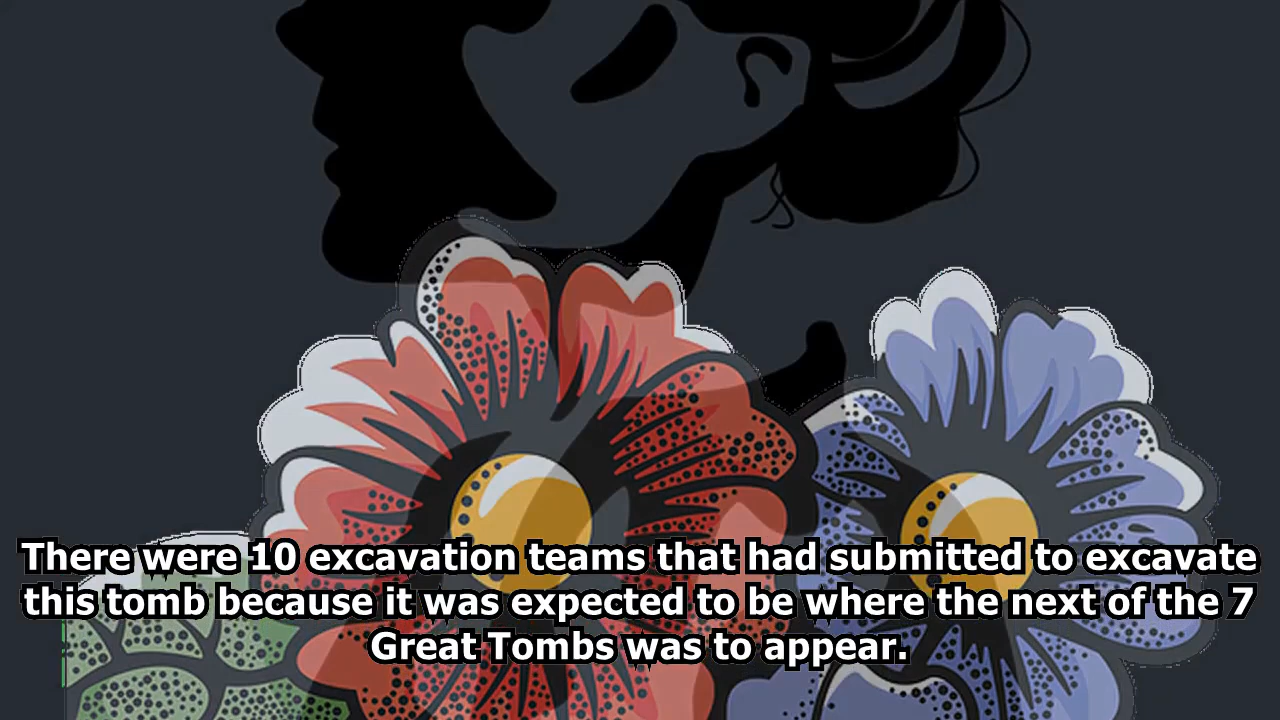 There were 10 excavation teams that had submitted to excavate
this tomb because it was expected to be where the next of the 7
Great Tombs was to appear.